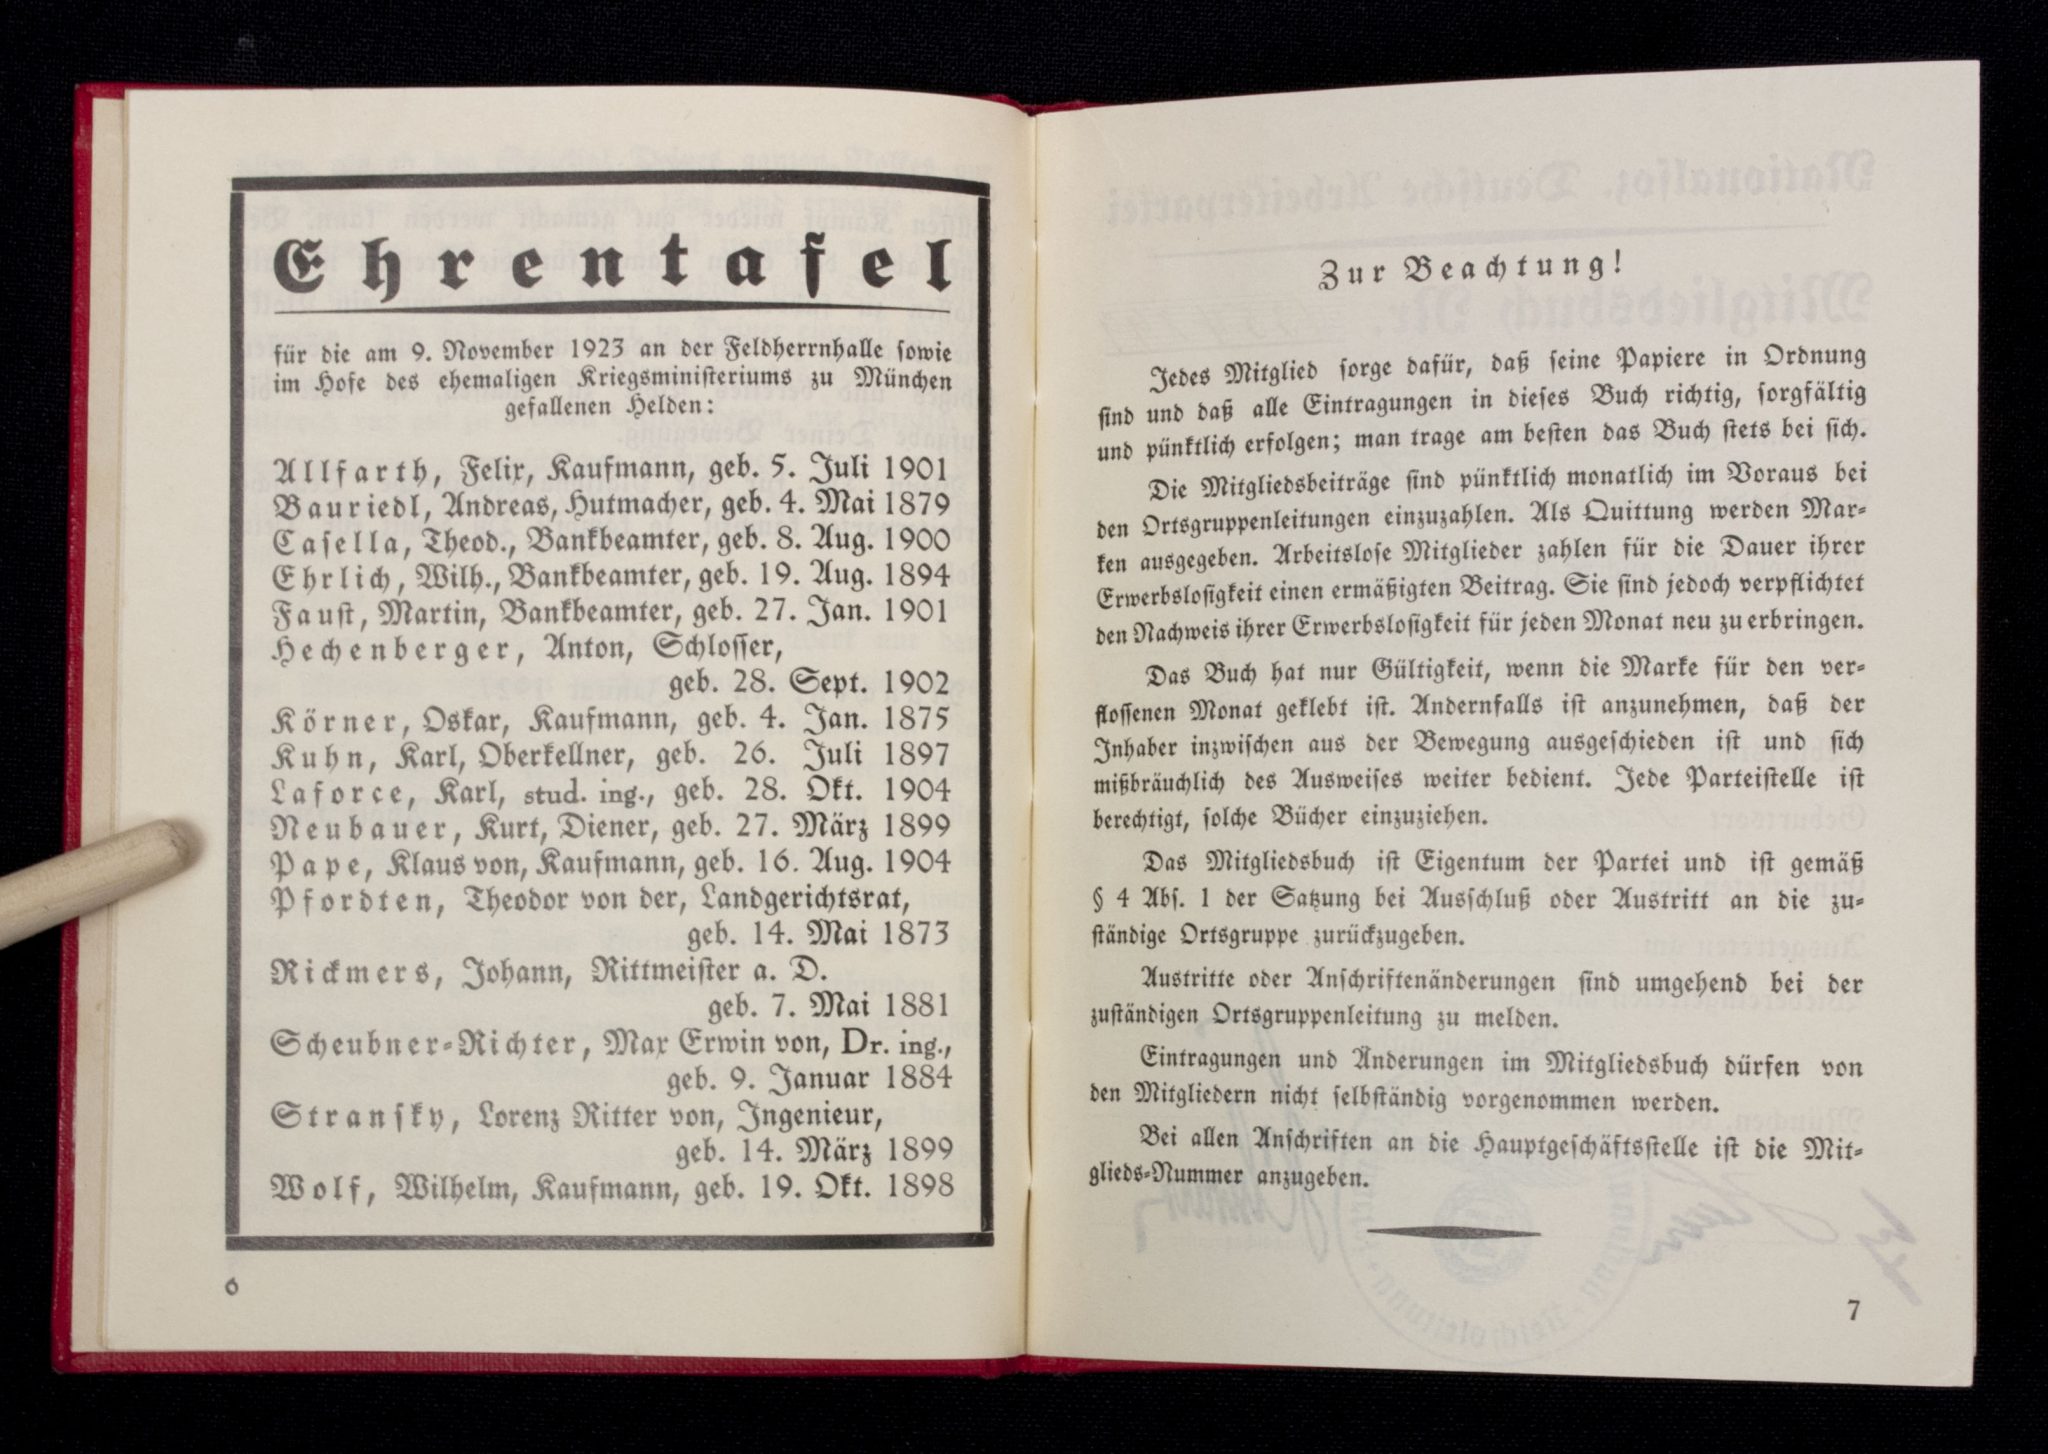 Ehrentafel
für die am 9. November 1923 an der Feldherrnhalle sowie
im Hofe des ehemaligen Kriegsministeriums zu München
gefallenen Helden:
Allfarth, Felix, Kaufmann, geb. 5. Juli 1901
Bauriedl, Andreas, Hutmacher, geb. 4. Mai 1879
Casella, Theod., Bankbeamter, geb. 8. Aug. 1900
Ehrlich, Wilh., Bankbeamter, geb. 19. Aug. 1894
Faust, Martin, Bankbeamter, geb. 27. Jan. 1901
Hechenberger, Anton, Schlosser,
geb. 28. Sept. 1902
Körner, Oskar, Kaufmann, geb. 4. Jan. 1875
Kuhn, Karl, Oberkellner, geb. 26. Juli 1897
Laforce, Karl, stud. ing., geb. 28. Okt. 1904
Neubauer, Kurt, Diener, geb. 27. März 1899
Pape, Klaus von, Kaufmann, geb. 16. Aug. 1904
Pfordten, Theodor von der, Landgerichtsrat,
geb. 14. Mai 1873
Rickmers, Johann, Rittmeister a. D.
geb. 7. Mai 1881
Scheubner-Richter, Max Erwin von, Dr. ing.,
geb. 9. Januar 1884
Stransky, Lorenz Ritter von, Ingenieur,
geb. 14. März 1899
Wolf, Wilhelm, Kaufmann, geb. 19. Okt. 1898
6
Zur Beachtung!
Jedes Mitglied sorge dafür, daß seine Papiere in Ordnung
sind und daß alle Eintragungen in dieses Buch richtig, sorgfältig
und pünktlich erfolgen; man trage am besten das Buch stets bei sich.
Die Mitgliedsbeiträge sind pünktlich monatlich im Voraus bei
den Ortsgruppenleitungen einzuzahlen. Als Quittung werden Mar-
ken ausgegeben. Arbeitslose Mitglieder zahlen für die Dauer ihrer
Erwerbslosigkeit einen ermäßigten Beitrag. Sie sind jedoch verpflichtet
den Nachweis ihrer Erwerbslosigkeit für jeden Monat neu zu erbringen.
Das Buch hat nur Gültigkeit, wenn die Marke für den ver-
flossenen Monat geklebt ist. Andernfalls ist anzunehmen, daß der
Inhaber inzwischen aus der Bewegung ausgeschieden ist und sich
mißbräuchlich des Ausweises weiter bedient. Jede Parteistelle ist
berechtigt, solche Bücher einzuziehen.
Das Mitgliedsbuch ist Eigentum der Partei und ist gemäß
§ 4 Abs. 1 der Satzung bei Ausschluß oder Austritt an die zu-
ständige Ortsgruppe zurückzugeben.
Austritte oder Anschriftenänderungen sind umgehend bei der
zuständigen Ortsgruppenleitung zu melden.
Eintragungen und Änderungen im Mitgliedsbuch dürfen von
den Mitgliedern nicht selbständig vorgenommen werden.
Bei allen Anschriften an die Hauptgeschäftsstelle ist die Mit-
glieds-Nummer anzugeben.
7